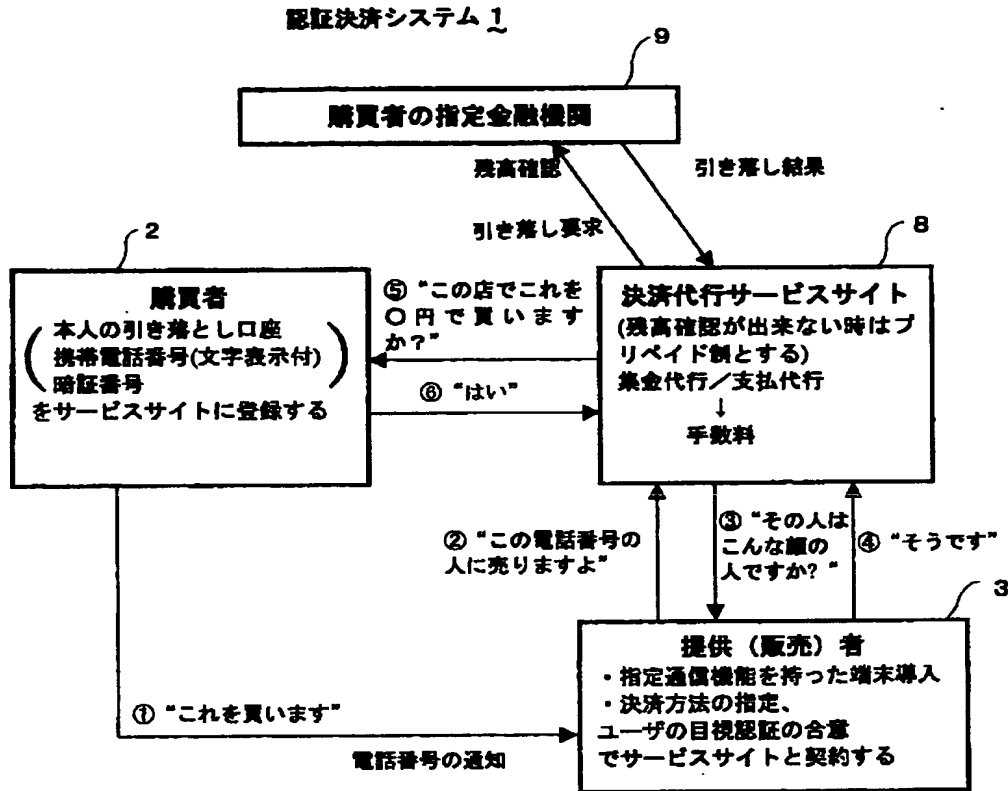 認証決済システム 1
9
購買者の指定金融機関
残高確認
引き落し結果
引き落し要求
2
8
購買者
本人の引き落とし口座
携帯電話番号(文字表示付)
暗証番号
をサービスサイトに登録する
⑤ “この店でこれを
〇円で買います
か?”
⑥ “はい”
決済代行サービスサイト
(残高確認が出来ない時はプ
リペイド制とする)
集金代行/支払代行
↓
手数料
② “この電話番号の
人に売りますよ”
③ “その人は
こんな顔の
人ですか? “
④ “そうです”
3
提供(販売)者
・指定通信機能を持った端末導入
・決済方法の指定、
ユーザの目視認証の合意
でサービスサイトと契約する
① “これを買います”
電話番号の通知